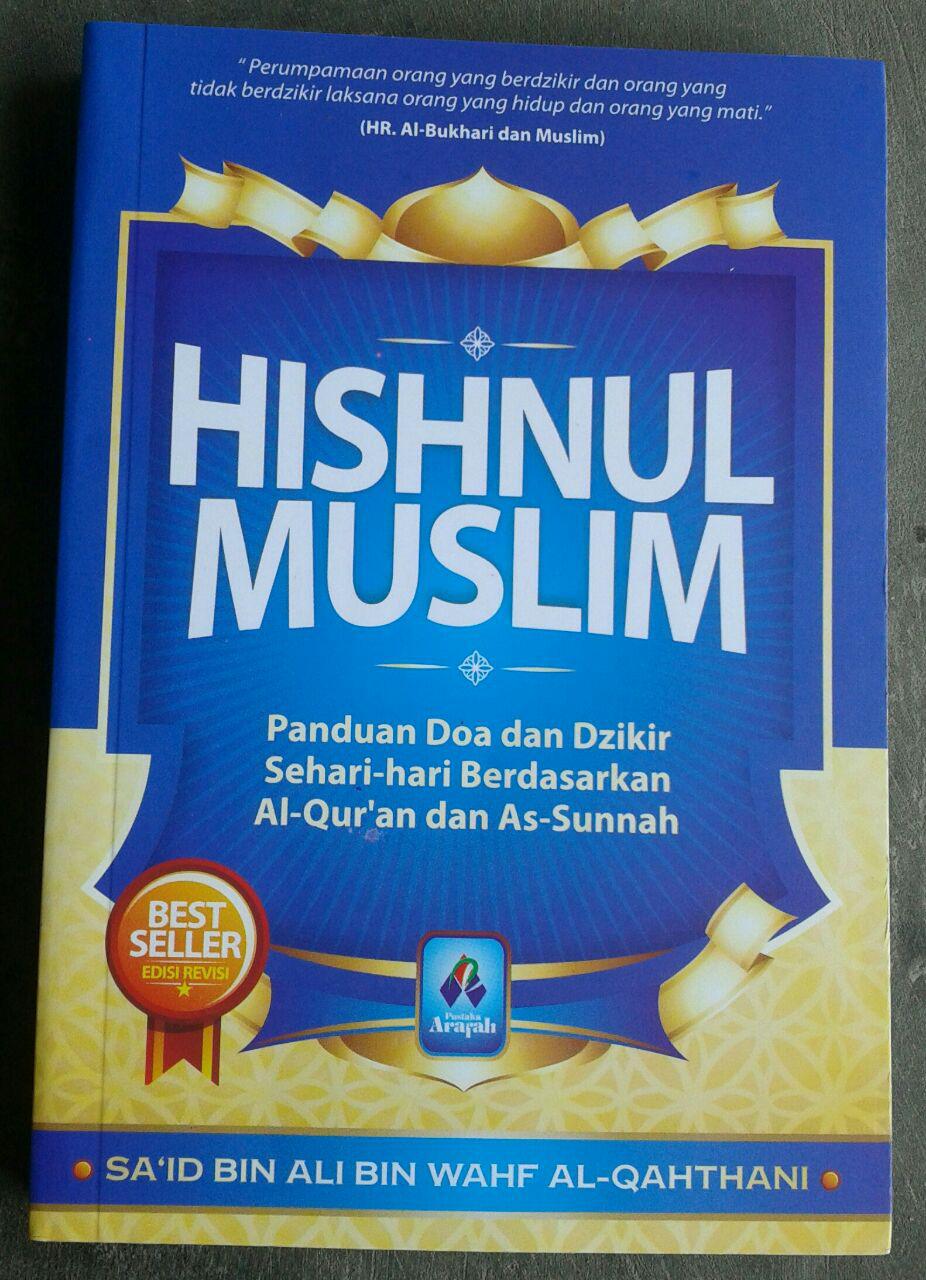 “Perumpamaan orang yang berdzikir dan orang yang
tidak berdzikir laksana orang yang hidup dan orang yang mati.”
(HR. Al-Bukhari dan Muslim)
HISHNUL
MUSLIM
Panduan Doa dan Dzikir
Sehari-hari Berdasarkan
Al-Qur'an dan As-Sunnah
BEST
SELLER
EDISI REVISI
Pustaka
Arafah
SA‘ID BIN ALI BIN WAHF AL-QAHTHANI